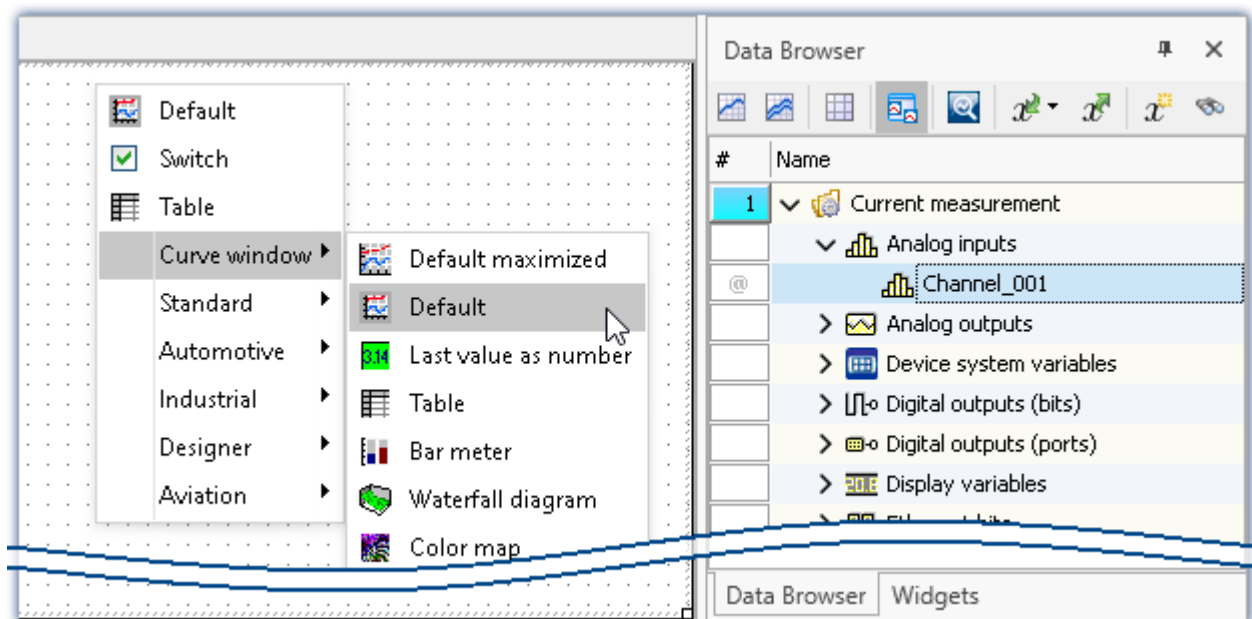 Default
Switch
Table
Curve window
Standard
Automotive
Industrial
Designer
Aviation
Default maximized
Default
3.14 Last value as number
Table
Bar meter
Waterfall diagram
Color map
Data Browser
# Name
1 Current measurement
Analog inputs
@ Channel_001
Analog outputs
Device system variables
Digital outputs (bits)
Digital outputs (ports)
Display variables
Data Browser Widgets